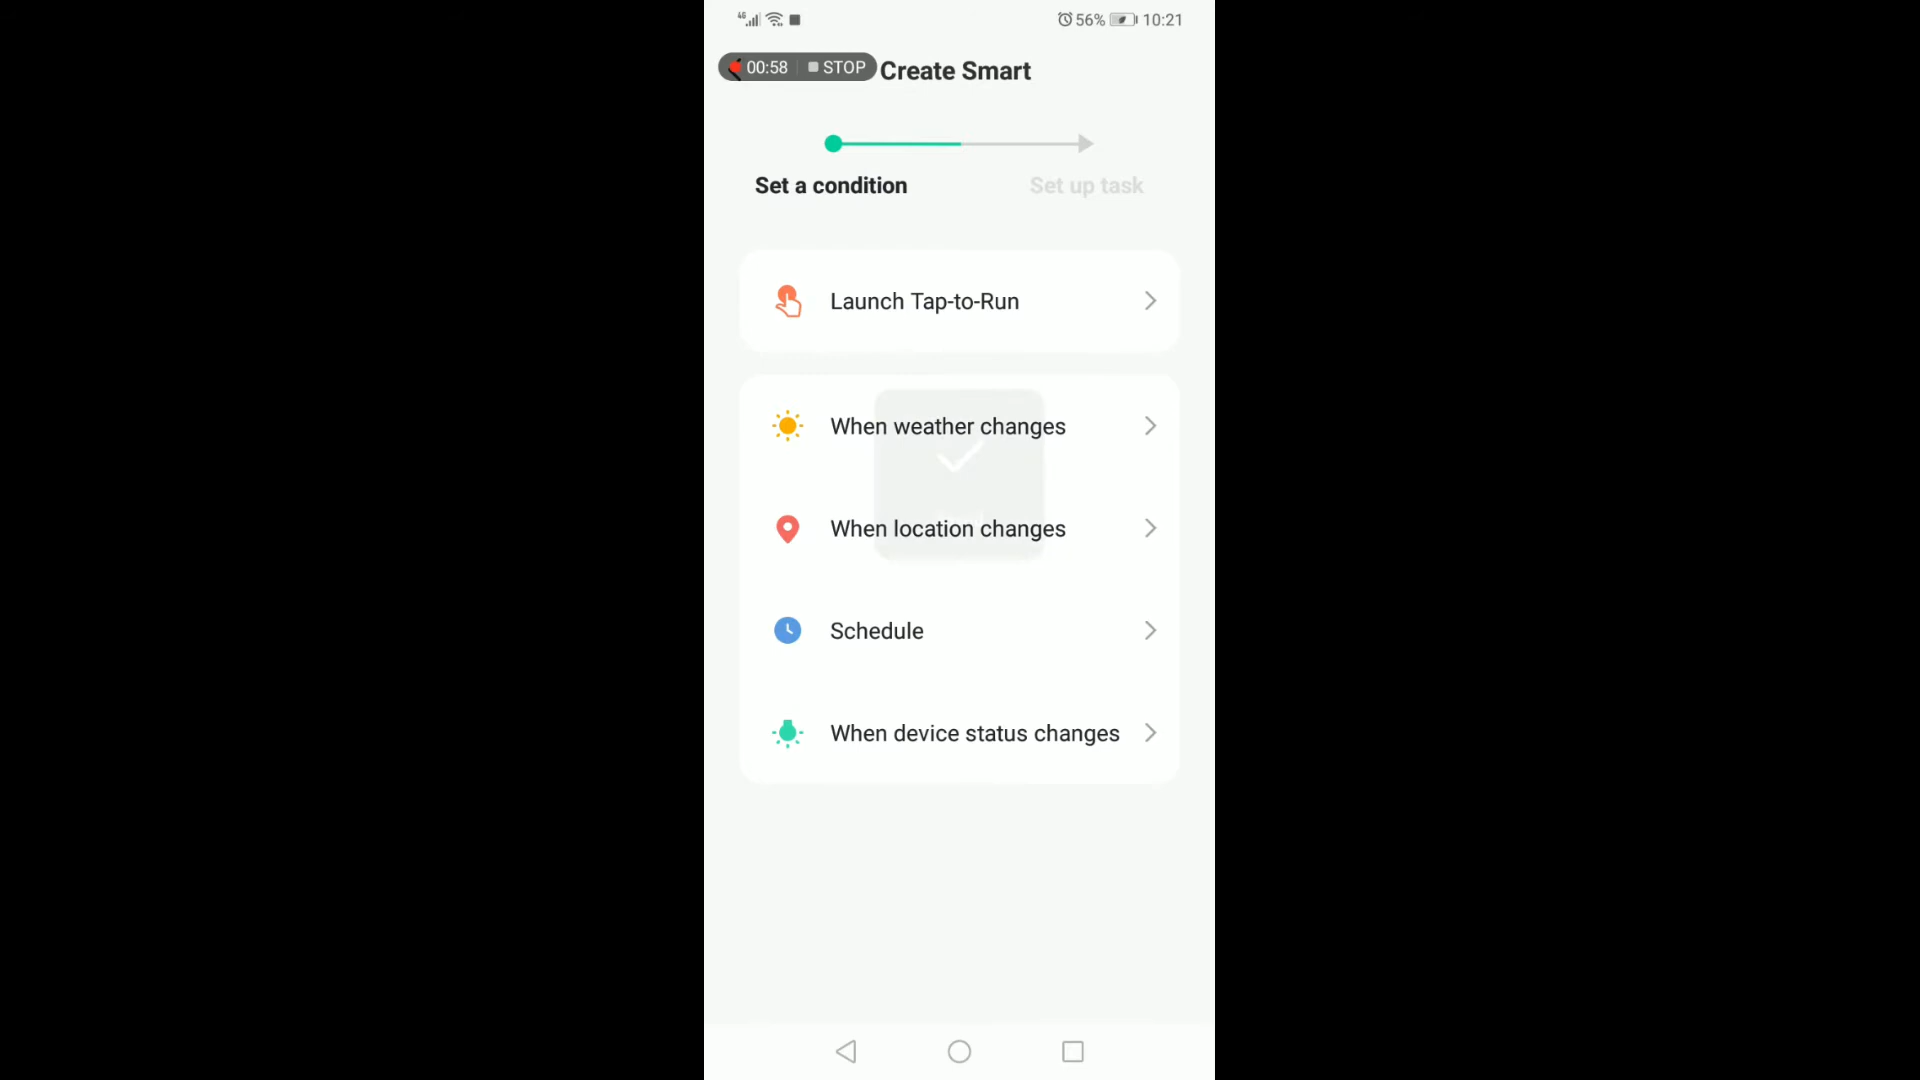 4G 56% 10:21
00:58 STOP Create Smart
Set a condition Set up task
Launch Tap-to-Run
When weather changes
When location changes
Schedule
When device status changes